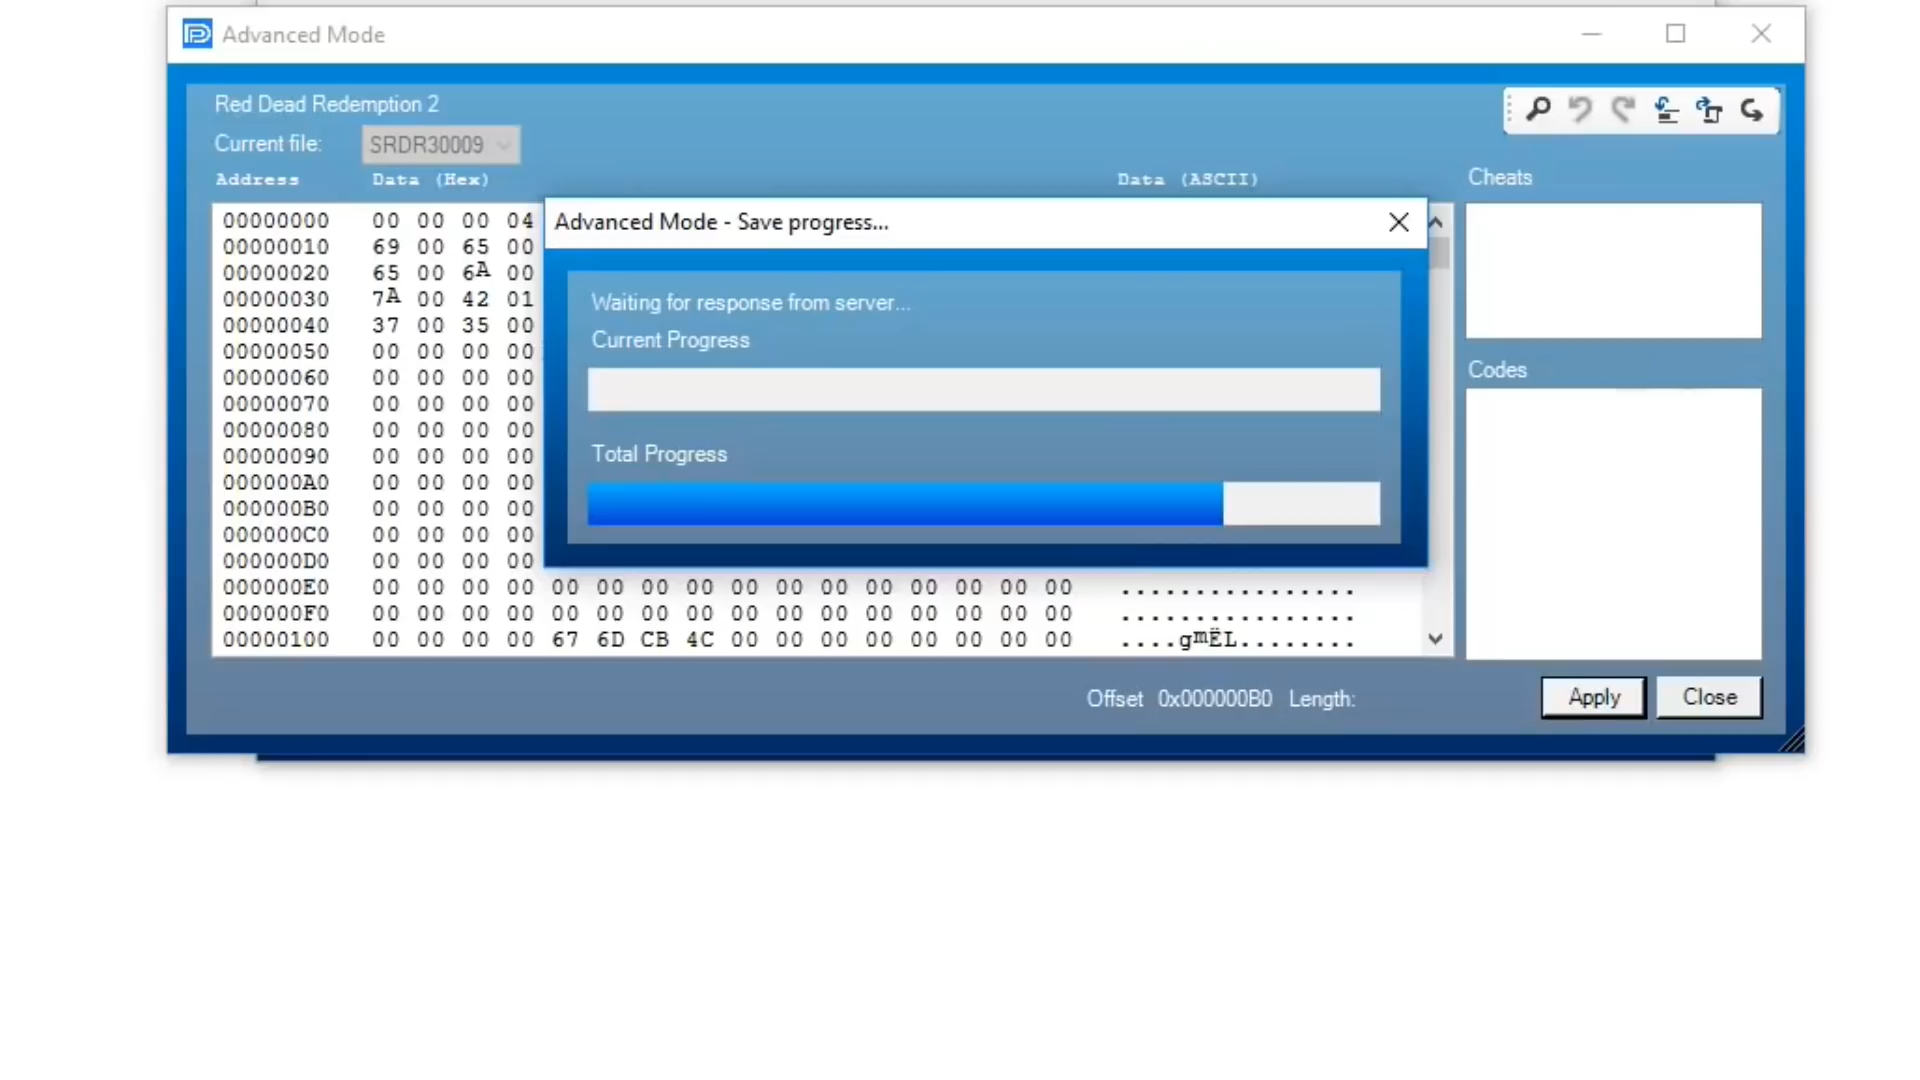 Advanced Mode
Red Dead Redemption 2
Current file: SRDR30009
Address Data (Hex) Data (ASCII)
00000000 00 00 00 04
00000010 69 00 65 00
00000020 65 00 6A 00
00000030 7A 00 42 01
00000040 37 00 35 00
00000050 00 00 00 00
00000060 00 00 00 00
00000070 00 00 00 00
00000080 00 00 00 00
00000090 00 00 00 00
000000A0 00 00 00 00
000000B0 00 00 00 00
000000C0 00 00 00 00
000000D0 00 00 00 00
000000E0 00 00 00 00 00 00 00 00 00 00 00 00 00 00 00 00 ................
000000F0 00 00 00 00 00 00 00 00 00 00 00 00 00 00 00 00 ................
00000100 00 00 00 00 67 6D CB 4C 00 00 00 00 00 00 00 00 ....gmËL........
Advanced Mode - Save progress...
Waiting for response from server...
Current Progress
Total Progress
Cheats
Codes
Offset 0x000000B0 Length:
Apply Close